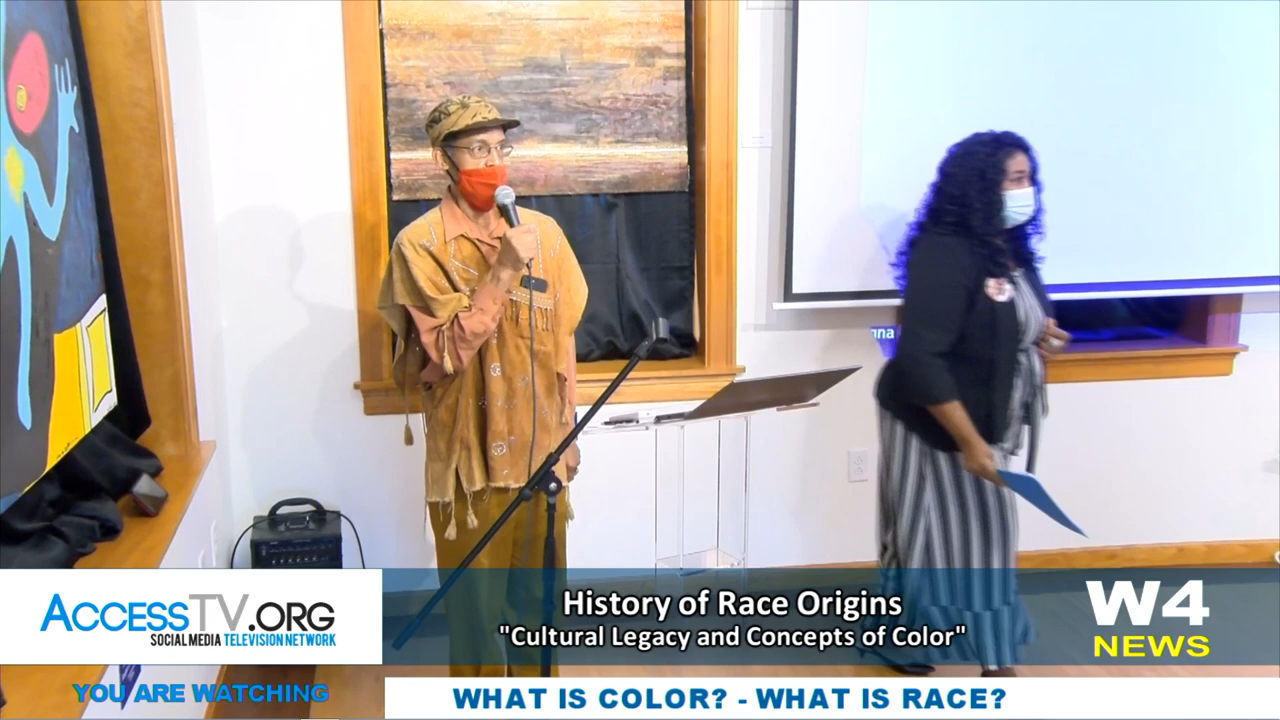 gna
ACCESSTV.ORG
SOCIAL MEDIA TELEVISION NETWORK
History of Race Origins
"Cultural Legacy and Concepts of Color"
W4
NEWS
YOU ARE WATCHING
WHAT IS COLOR? - WHAT IS RACE?